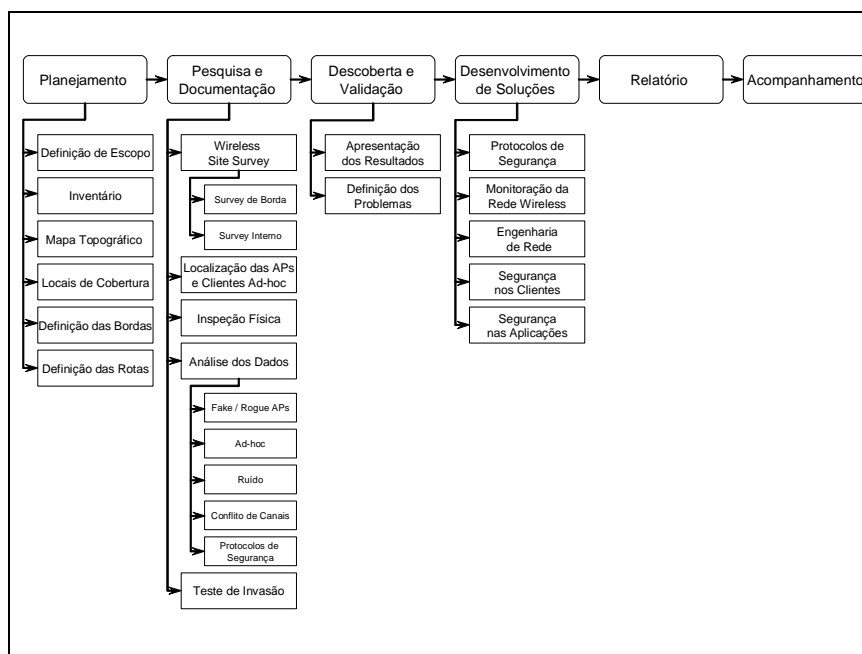 Planejamento
Pesquisa e
Documentação
Descoberta e
Validação
Desenvolvimento
de Soluções
Relatório
Acompanhamento
Definição de Escopo
Inventário
Mapa Topográfico
Locais de Cobertura
Definição das Bordas
Definição das Rotas
Wireless
Site Survey
Survey de Borda
Survey Interno
Localização das APs
e Clientes Ad-hoc
Inspeção Física
Análise dos Dados
Fake / Rogue APs
Ad-hoc
Ruído
Conflito de Canais
Protocolos de
Segurança
Teste de Invasão
Apresentação
dos Resultados
Definição dos
Problemas
Protocolos de
Segurança
Monitoração da
Rede Wireless
Engenharia
de Rede
Segurança
nos Clientes
Segurança
nas Aplicações